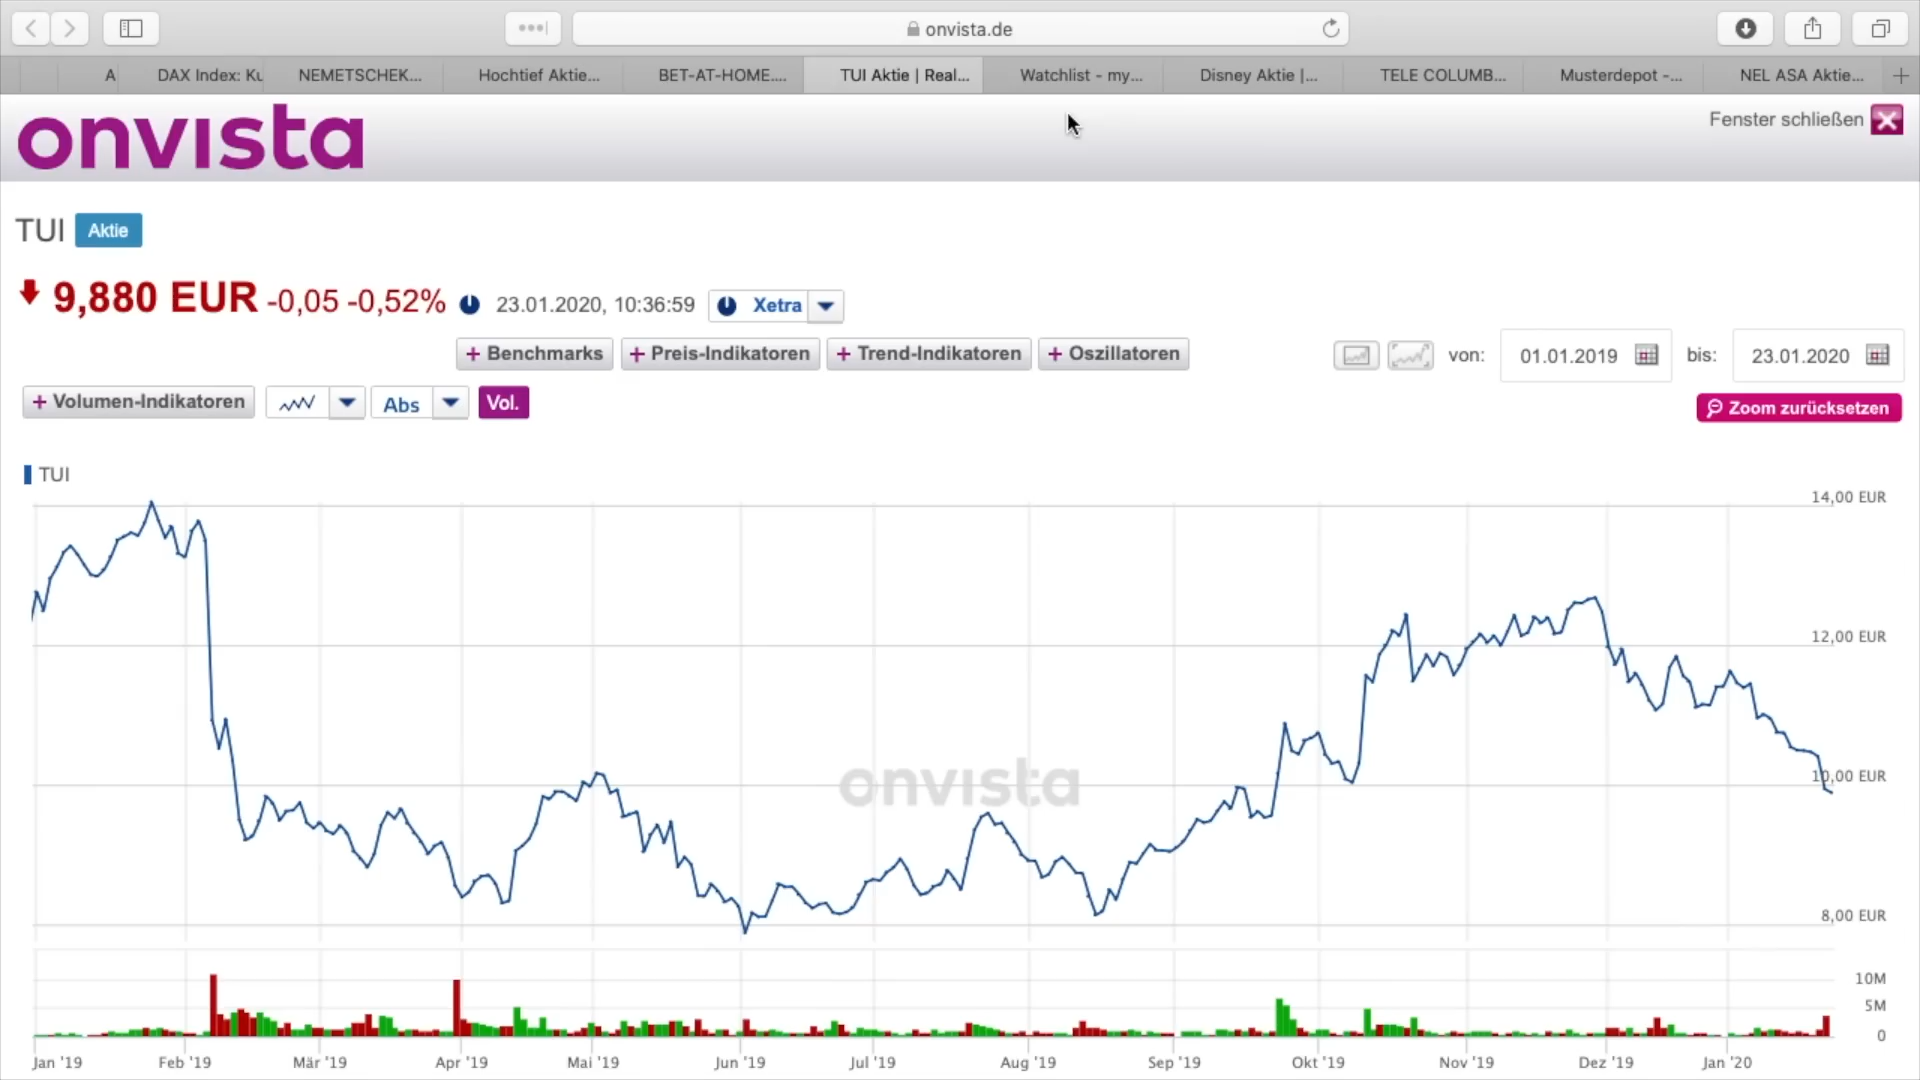 onvista.de
A DAX Index: Ku NEMETSCHEK... Hochtief Aktie... BET-AT-HOME.... TUI Aktie | Real... Watchlist - my... Disney Aktie |... TELE COLUMB... Musterdepot -... NEL ASA Aktie...
onvista
Fenster schließen
TUI Aktie
9,880 EUR -0,05 -0,52% 23.01.2020, 10:36:59 Xetra
+ Benchmarks + Preis-Indikatoren + Trend-Indikatoren + Oszillatoren von: 01.01.2019 bis: 23.01.2020
+ Volumen-Indikatoren Abs Vol. Zoom zurücksetzen
TUI
14,00 EUR
12,00 EUR
10,00 EUR
onvista
8,00 EUR
10M
5M
0
Jan '19 Feb '19 Mär '19 Apr '19 Mai '19 Jun '19 Jul '19 Aug '19 Sep '19 Okt '19 Nov '19 Dez '19 Jan '20